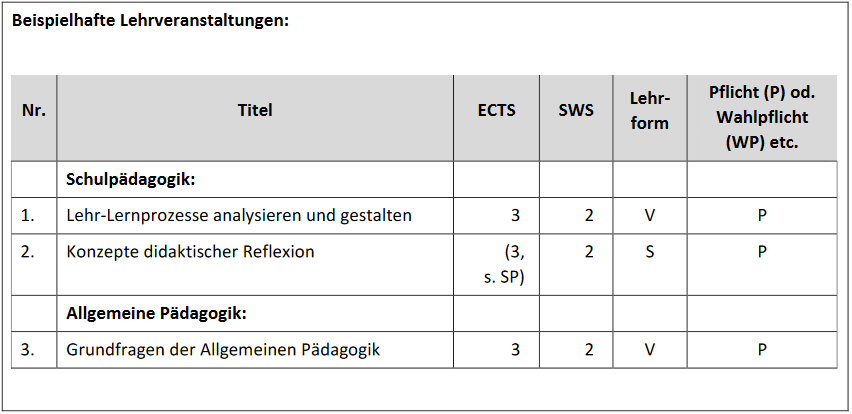 Beispielhafte Lehrveranstaltungen:
Nr. Titel ECTS SWS Lehr-
form Pflicht (P) od.
Wahlpflicht
(WP) etc.
Schulpädagogik:
1. Lehr-Lernprozesse analysieren und gestalten 3 2 V P
2. Konzepte didaktischer Reflexion (3, 2 S P
s. SP)
Allgemeine Pädagogik:
3. Grundfragen der Allgemeinen Pädagogik 3 2 V P